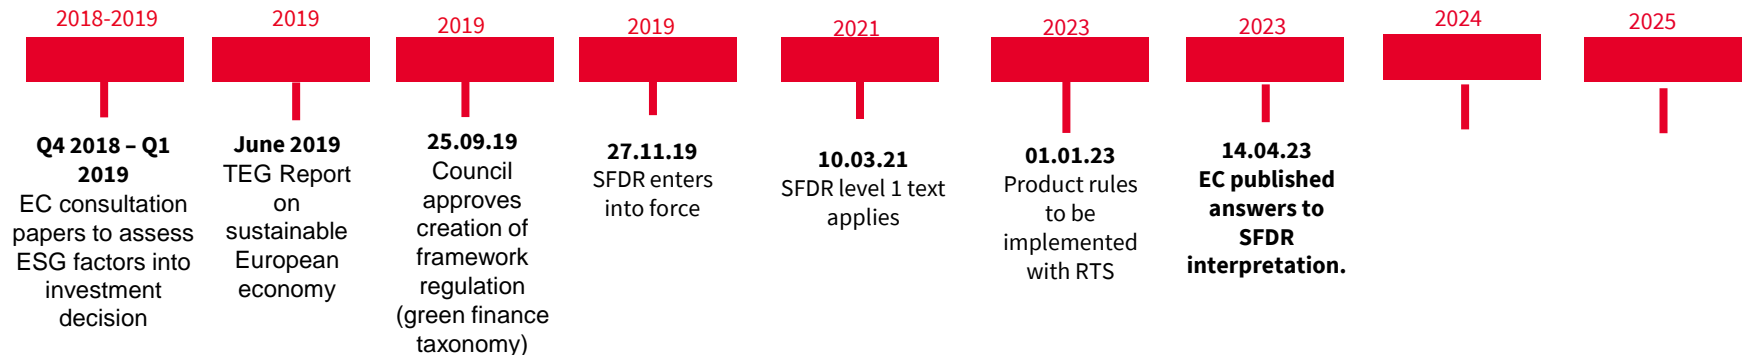 2018-2019
Q4 2018 – Q1
2019
EC consultation
papers to assess
ESG factors into
investment
decision
2019
June 2019
TEG Report
on
sustainable
European
economy
2019
25.09.19
Council
approves
creation of
framework
regulation
(green finance
taxonomy)
2019
27.11.19
SFDR enters
into force
2021
10.03.21
SFDR level 1 text
applies
2023
01.01.23
Product rules
to be
implemented
with RTS
2023
14.04.23
EC published
answers to
SFDR
interpretation.
2024
2025